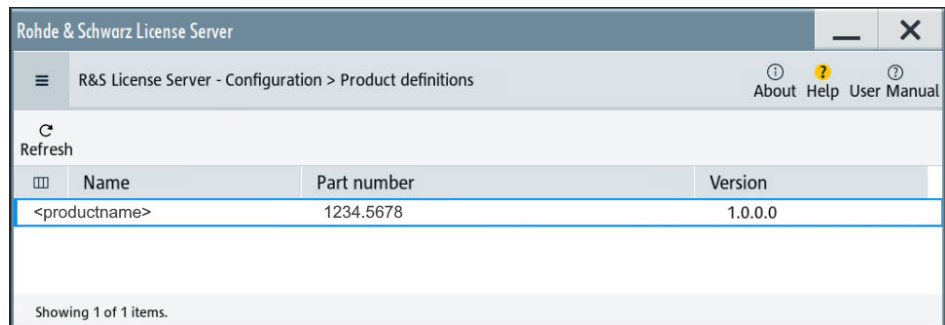 Rohde & Schwarz License Server
R&S License Server - Configuration > Product definitions
About Help User Manual
Refresh
Name Part number Version
<productname> 1234.5678 1.0.0.0
Showing 1 of 1 items.